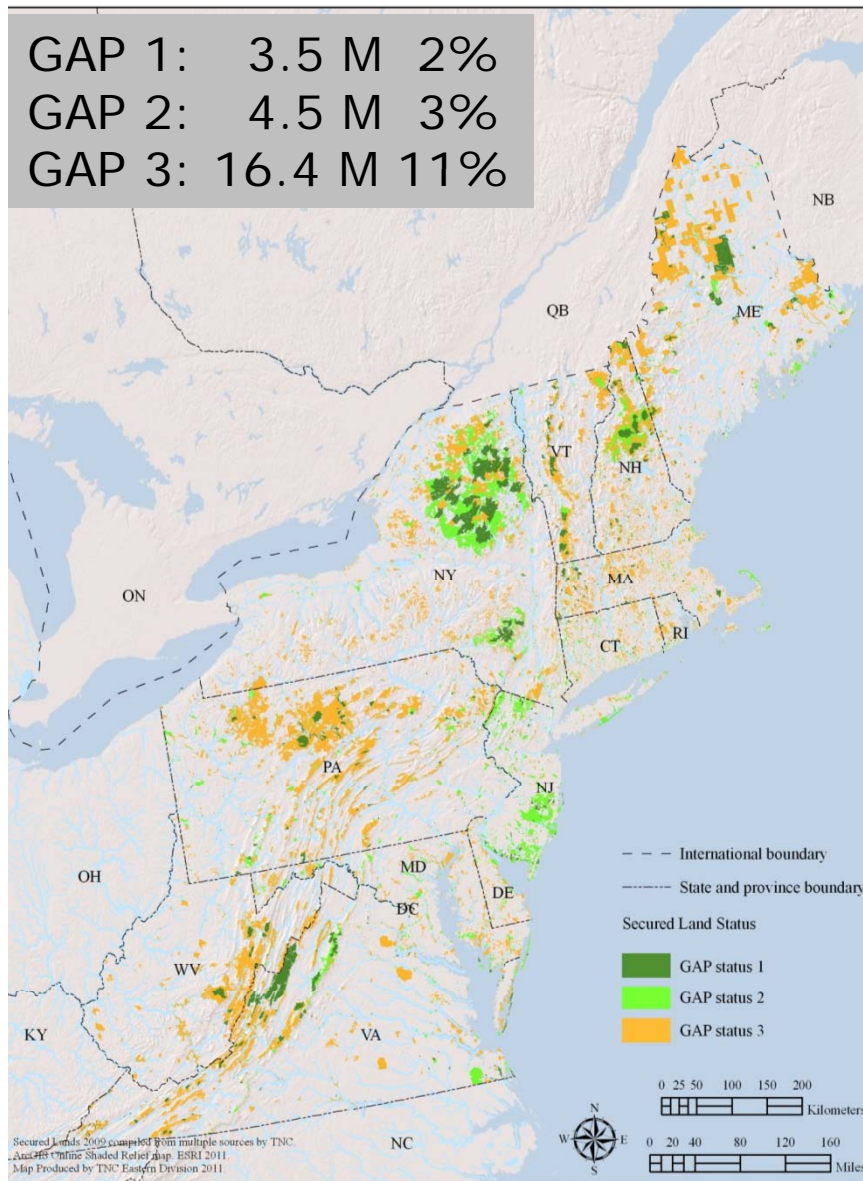 GAP 1: 3.5 M 2%
GAP 2: 4.5 M 3%
GAP 3: 16.4 M 11%
NB
QB
ME
VT
NH
NY
ON
MA
CT
RI
PA
NJ
OH
MD
DE
DC
WV
KY
VA
NC
International boundary
State and province boundary
Secured Land Status
GAP status 1
GAP status 2
GAP status 3
0 25 50 100 150 200
Kilometers
0 20 40 80 120 160
Miles
N
W E
S
Secured Lands 2009 compiled from multiple sources by TNC.
ArcGIS Online Shaded Relief map. ESRI 2011
Map Produced by TNC Eastern Division 2011.